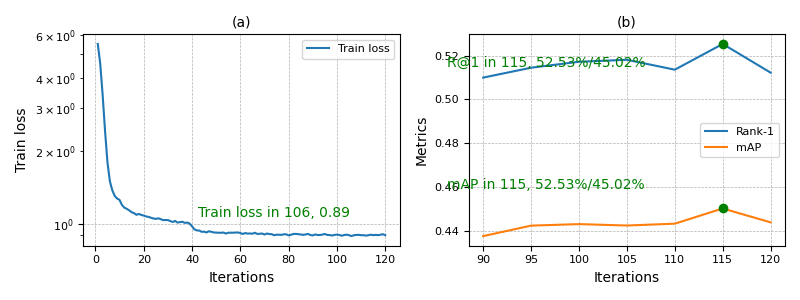 (a)
6 × 10⁰
4 × 10⁰
3 × 10⁰
2 × 10⁰
10⁰
Train loss
Train loss
Train loss in 106, 0.89
0 20 40 60 80 100 120
Iterations
(b)
0.52
0.50
0.48
0.46
0.44
Metrics
R@1 in 115, 52.53%/45.02%
Rank-1
mAP
mAP in 115, 52.53%/45.02%
90 95 100 105 110 115 120
Iterations